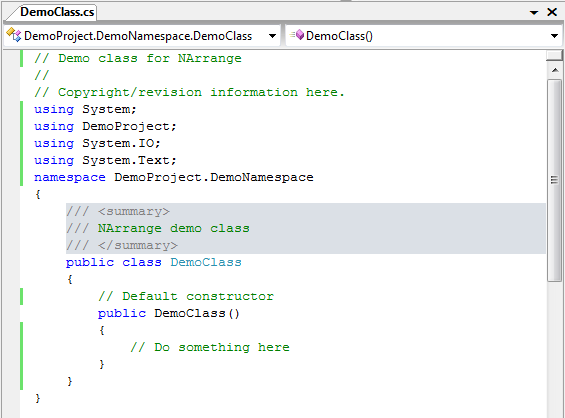 DemoClass.cs
DemoProject.DemoNamespace.DemoClass
DemoClass()
// Demo class for NArrange
//
// Copyright/revision information here.
using System;
using DemoProject;
using System.IO;
using System.Text;
namespace DemoProject.DemoNamespace
{
    /// <summary>
    /// NArrange demo class
    /// </summary>
    public class DemoClass
    {
        // Default constructor
        public DemoClass()
        {
            // Do something here
        }
    }
}